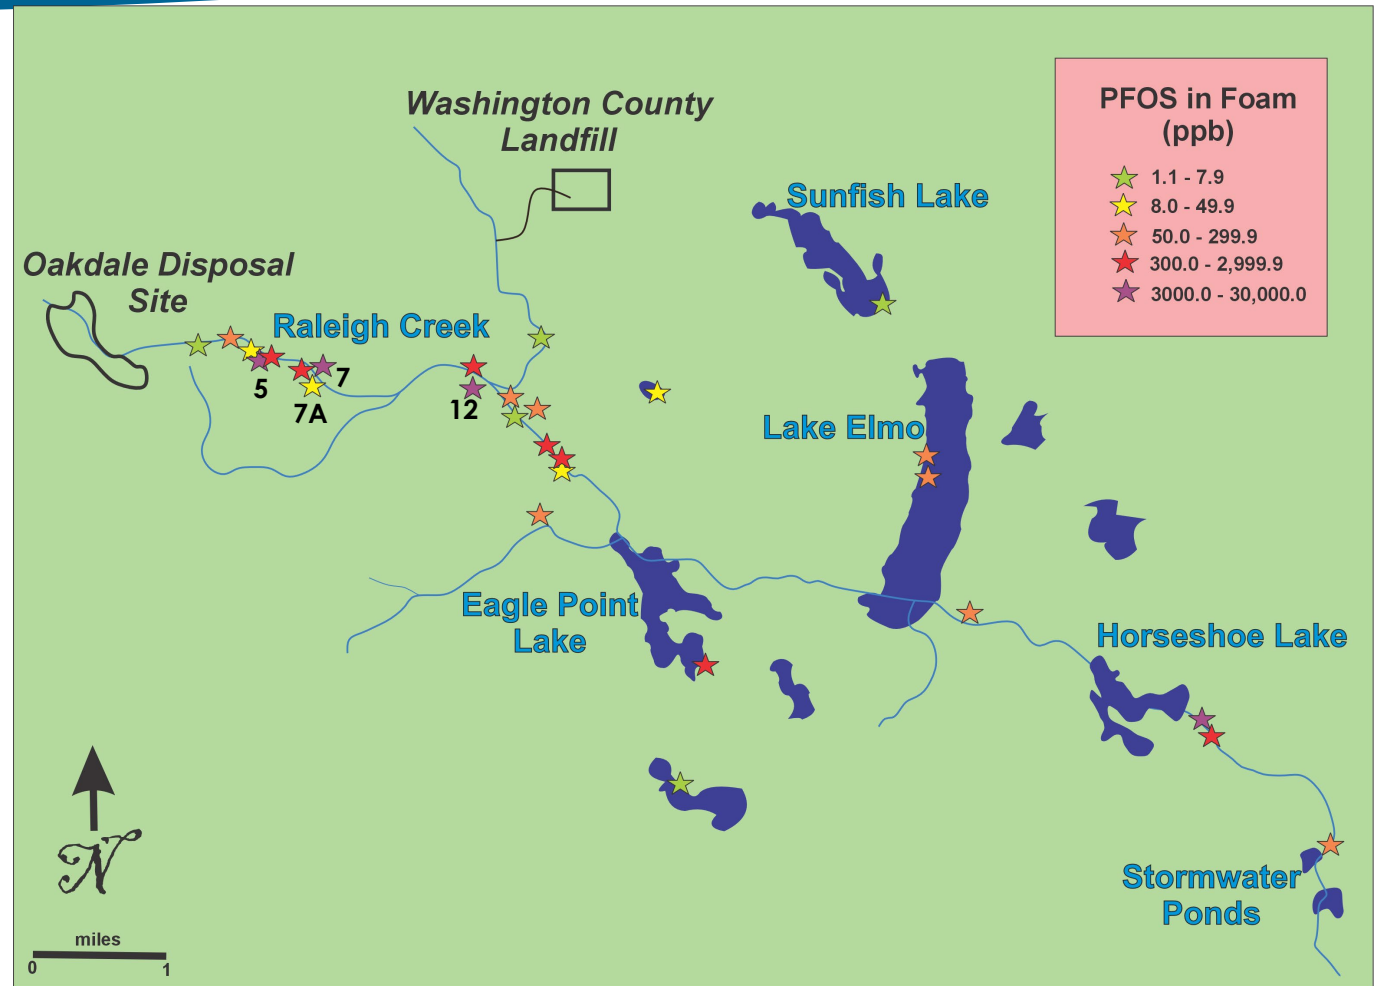 Washington County
Landfill
PFOS in Foam
(ppb)
1.1 - 7.9
8.0 - 49.9
50.0 - 299.9
300.0 - 2,999.9
3000.0 - 30,000.0
Sunfish Lake
Oakdale Disposal
Site
Raleigh Creek
5
7
7A
12
Lake Elmo
Eagle Point
Lake
Horseshoe Lake
Stormwater
Ponds
N
miles
0
1